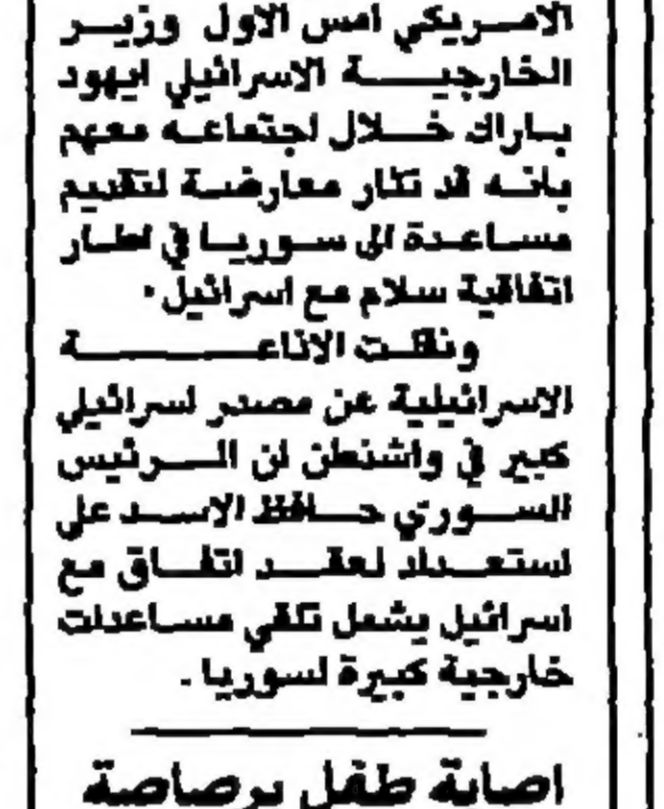 الامريكي امس الاول وزير
الخارجية الاسرائيلي ايهود
باراك خلال اجتماعه معهم
بانه قد تثار معارضة لتقديم
مساعدة الى سوريا في اطار
اتفاقية سلام مع اسرائيل ·
ونقلت الاذاعة
الاسرائيلية عن مصدر اسرائيلي
كبير في واشنطن ان الرئيس
السوري حافظ الاسد على
استعداد لعقد اتفاق مع
اسرائيل يشمل تلقي مساعدات
خارجية كبيرة لسوريا .
اصابة طفل برصاصة